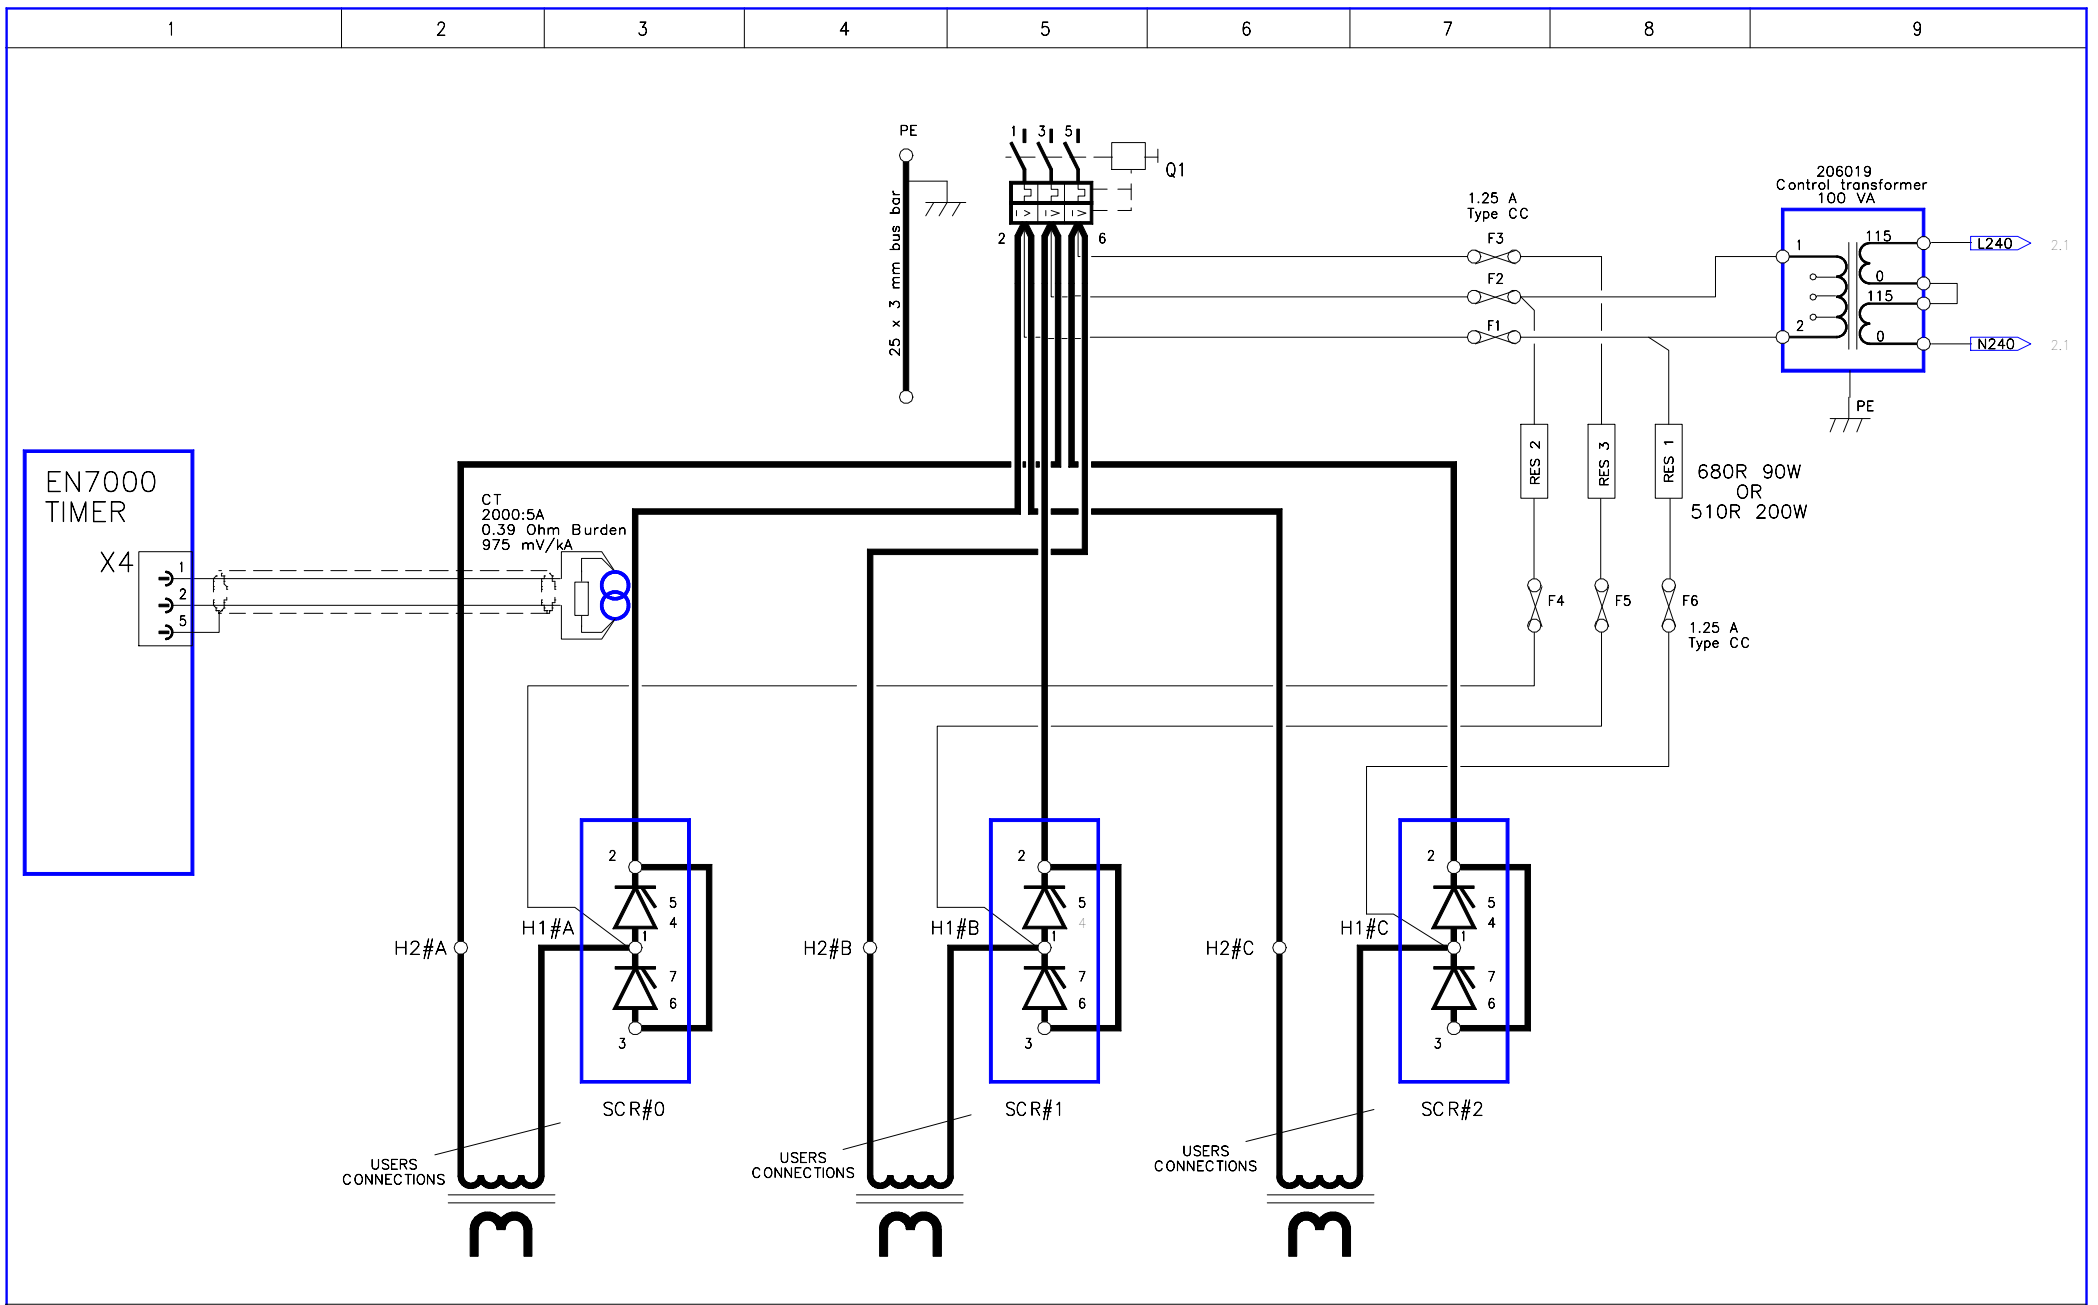 1 2 3 4 5 6 7 8 9
PE
1 3 5
Q1
25 x 3 mm bus bar
I > I > I >
2 6
1.25 A
Type CC
F3
F2
F1
206019
Control transformer
100 VA
1
2
115
0
115
0
L240 2.1
N240 2.1
PE
EN7000
TIMER
X4
1
2
5
CT
2000:5A
0.39 Ohm Burden
975 mV/kA
RES 2
RES 3
RES 1
680R 90W
OR
510R 200W
F4
F5
F6
1.25 A
Type CC
H2#A
H1#A
2
5
4
1
7
6
3
SCR#0
H2#B
H1#B
2
5
4
1
7
6
3
SCR#1
H2#C
H1#C
2
5
4
1
7
6
3
SCR#2
USERS
CONNECTIONS
USERS
CONNECTIONS
USERS
CONNECTIONS